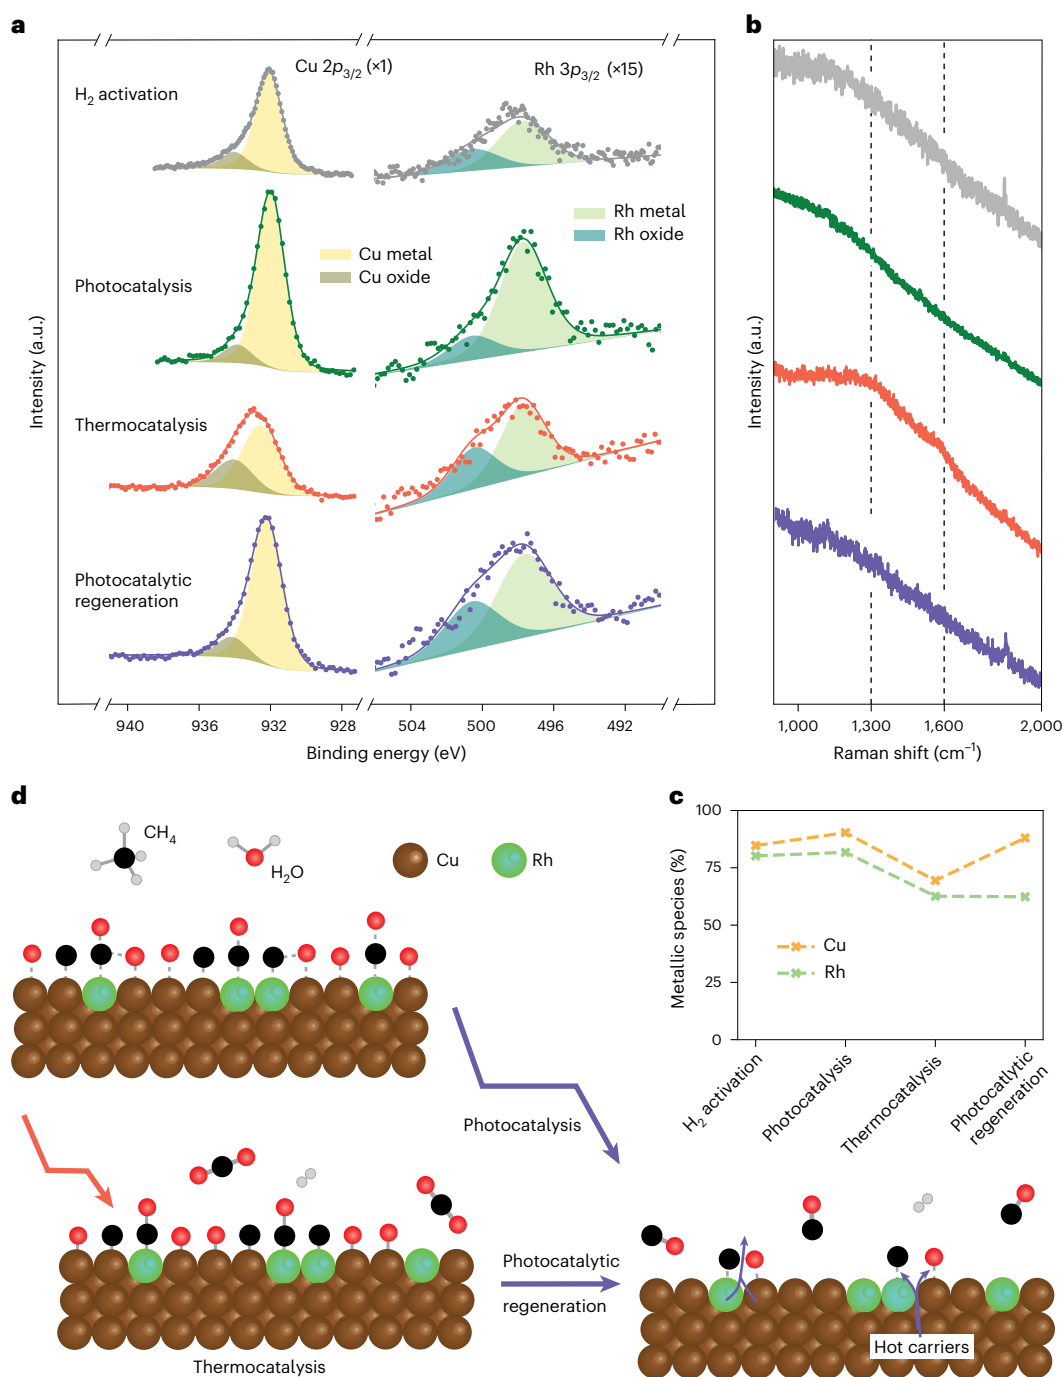 a
Cu 2p3/2 (×1)
Rh 3p3/2 (×15)
H2 activation
Rh metal
Rh oxide
Cu metal
Cu oxide
Photocatalysis
Thermocatalysis
Photocatalytic
regeneration
Intensity (a.u.)
940 936 932 928 504 500 496 492
Binding energy (eV)
b
Intensity (a.u.)
1,000 1,300 1,600 2,000
Raman shift (cm−1)
d
CH4
H2O
Cu
Rh
Photocatalysis
Photocatalytic
regeneration
Thermocatalysis
Hot carriers
c
Metallic species (%)
100
75
50
25
0
Cu
Rh
H2 activation
Photocatalysis
Thermocatalysis
Photocatlytic
regeneration